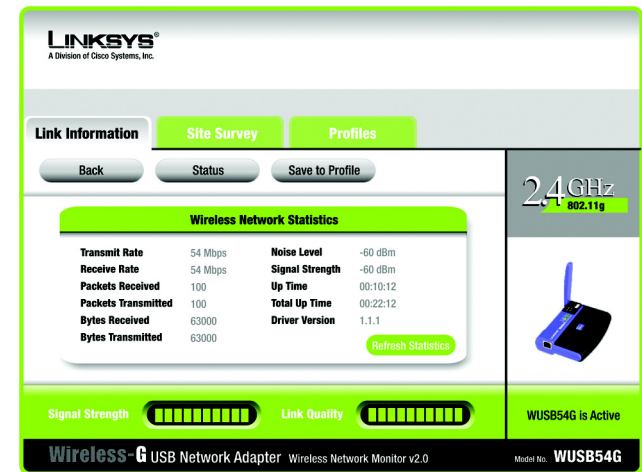 LINKSYS®
A Division of Cisco Systems, Inc.
Link Information Site Survey Profiles
Back Status Save to Profile
2.4GHz
802.11g
Wireless Network Statistics
Transmit Rate 54 Mbps Noise Level -60 dBm
Receive Rate 54 Mbps Signal Strength -60 dBm
Packets Received 100 Up Time 00:10:12
Packets Transmitted 100 Total Up Time 00:22:12
Bytes Received 63000 Driver Version 1.1.1
Bytes Transmitted 63000
Refresh Statistics
Signal Strength Link Quality WUSB54G is Active
Wireless-G USB Network Adapter Wireless Network Monitor v2.0 Model No. WUSB54G